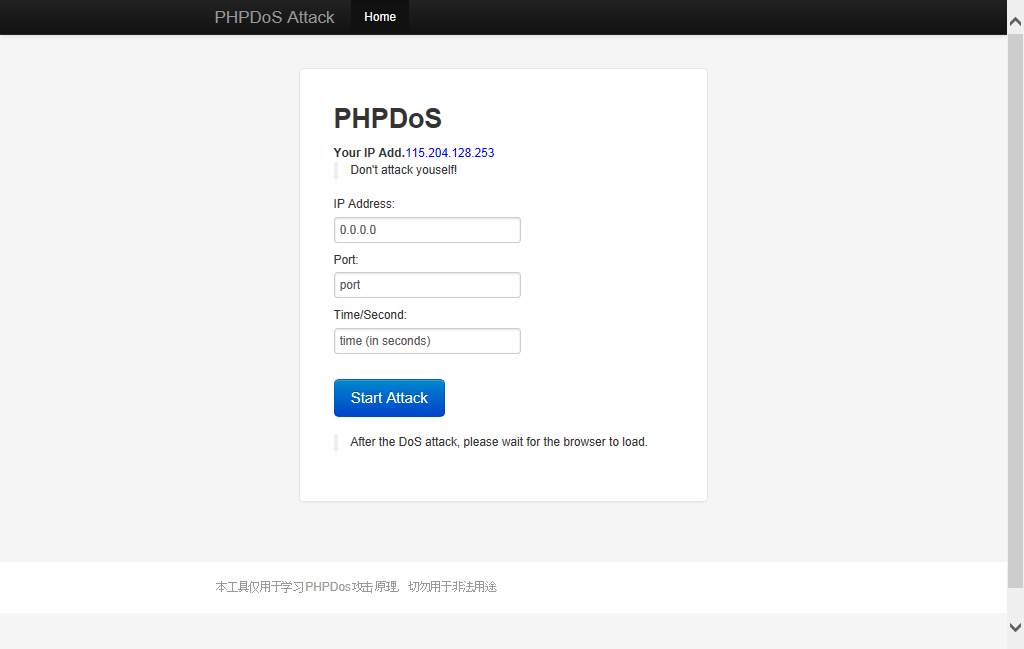 PHPDoS Attack Home
PHPDoS
Your IP Add.115.204.128.253
Don't attack youself!
IP Address:
0.0.0.0
Port:
port
Time/Second:
time (in seconds)
Start Attack
After the DoS attack, please wait for the browser to load.
本工具仅用于学习PHPDos攻击原理，切勿用于非法用途